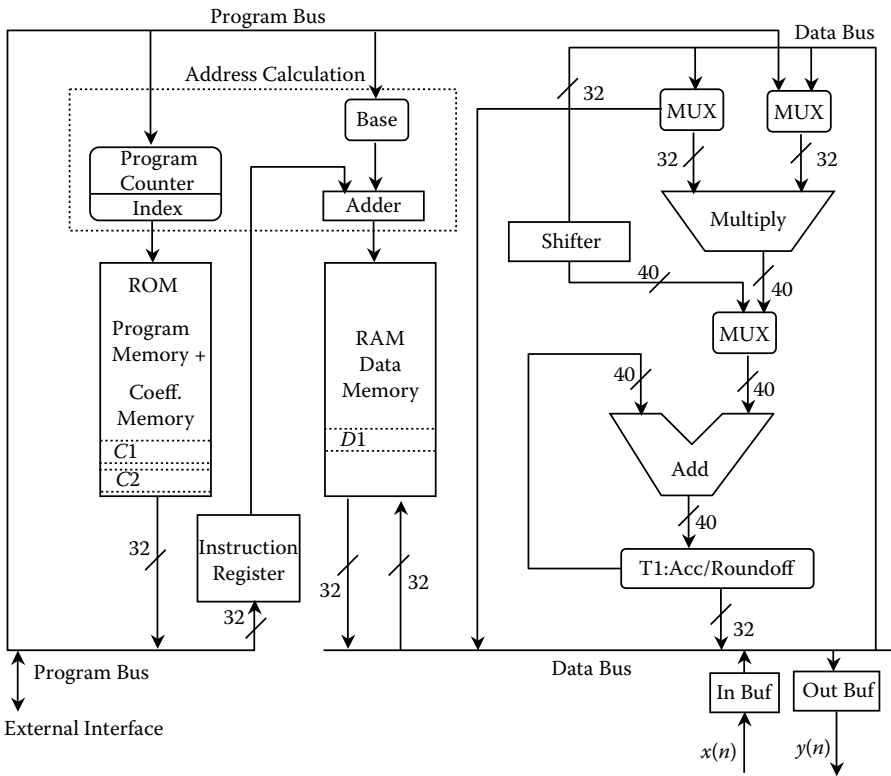 Program Bus
Data Bus
Address Calculation
32
MUX
MUX
Base
32
32
Program
Counter
Index
Adder
Multiply
Shifter
40
40
ROM
Program
Memory +
Coeff.
Memory
C1
C2
RAM
Data
Memory
D1
MUX
40
40
Add
40
32
Instruction
Register
32
32
32
T1:Acc/Roundoff
32
Program Bus
Data Bus
In Buf
Out Buf
External Interface
x(n)
y(n)